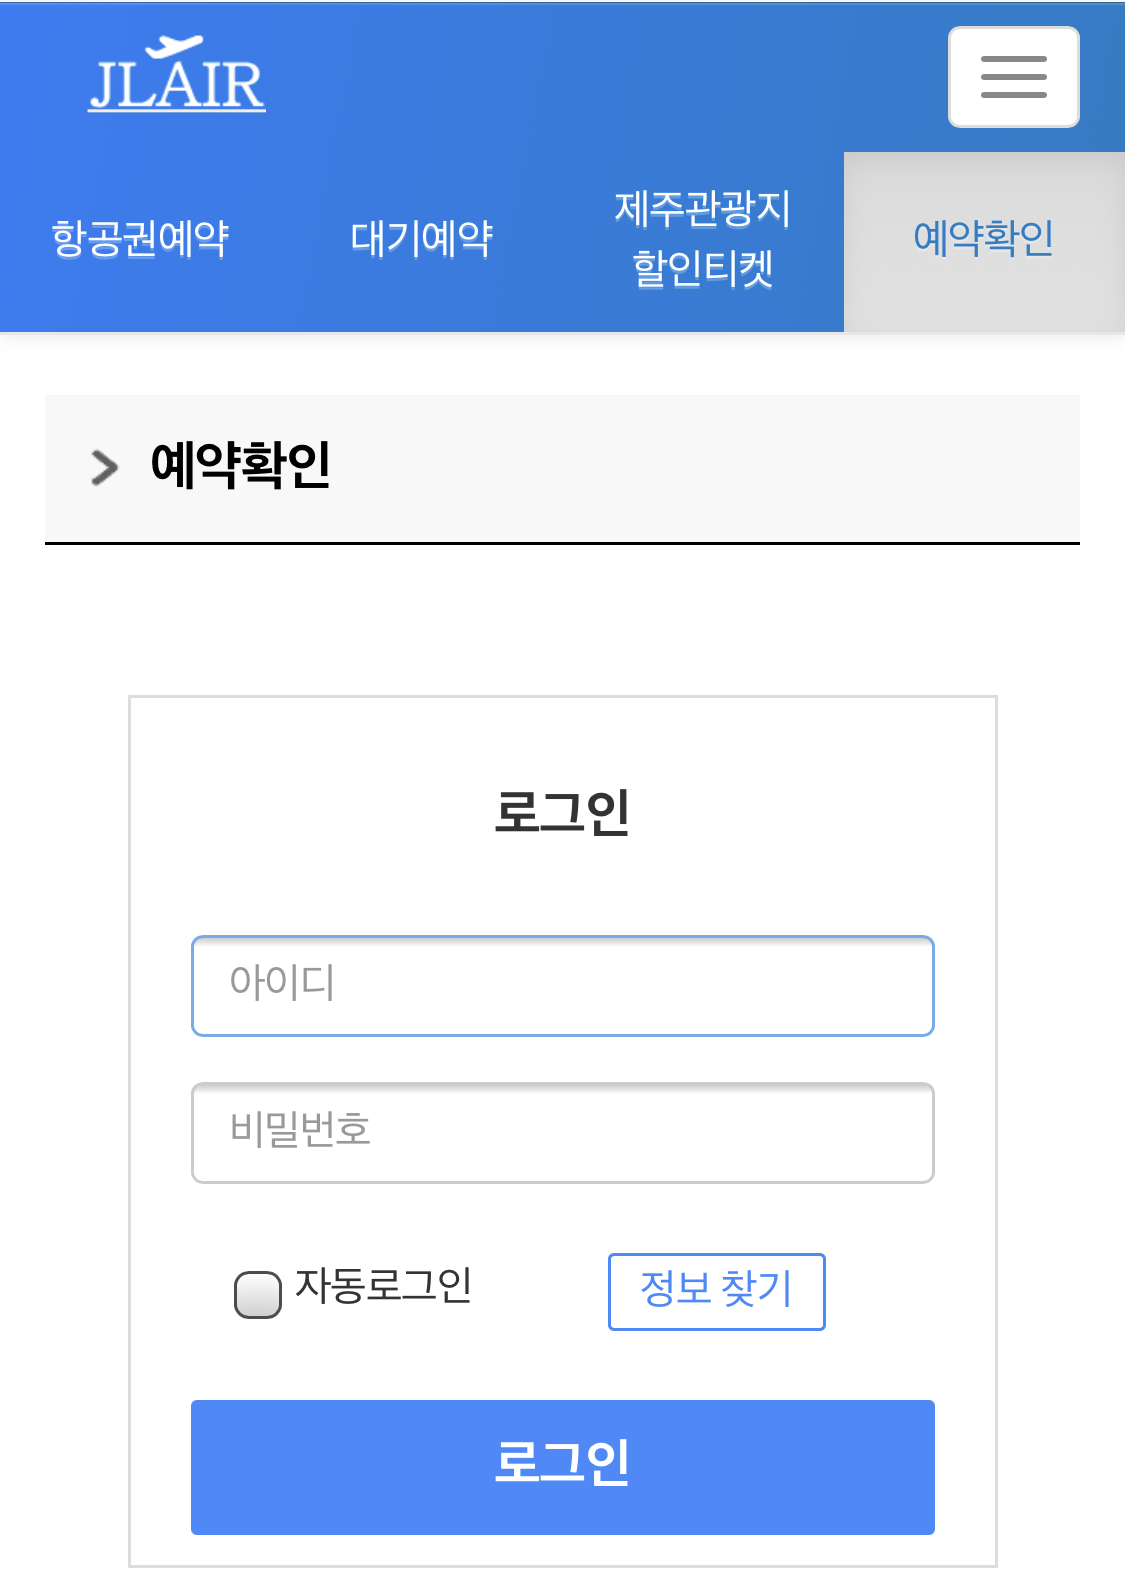 JLAIR
항공권예약
대기예약
제주관광지
할인티켓
예약확인
예약확인
로그인
아이디
비밀번호
자동로그인
정보 찾기
로그인